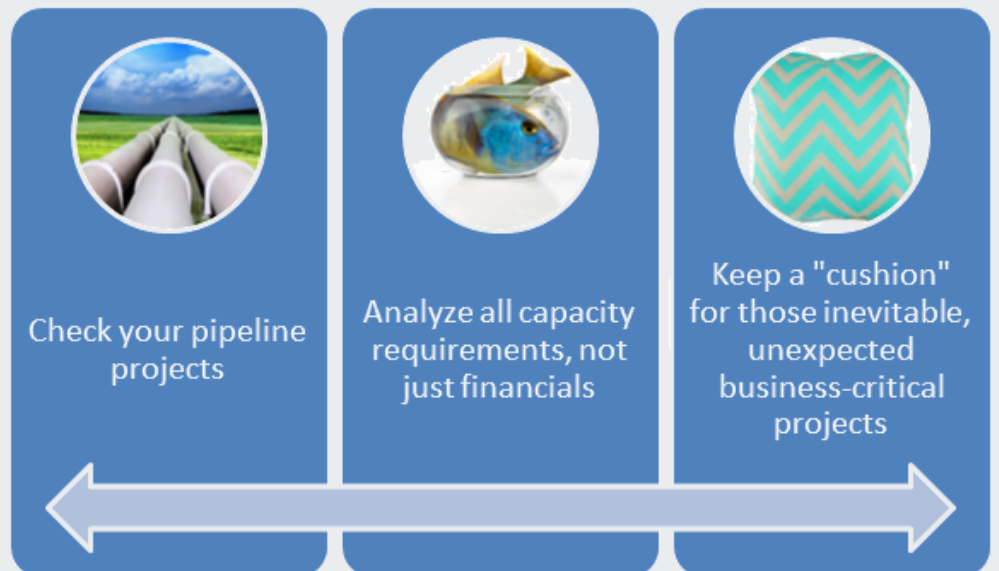 Check your pipeline
projects
Analyze all capacity
requirements, not
just financials
Keep a "cushion"
for those inevitable,
unexpected
business-critical
projects